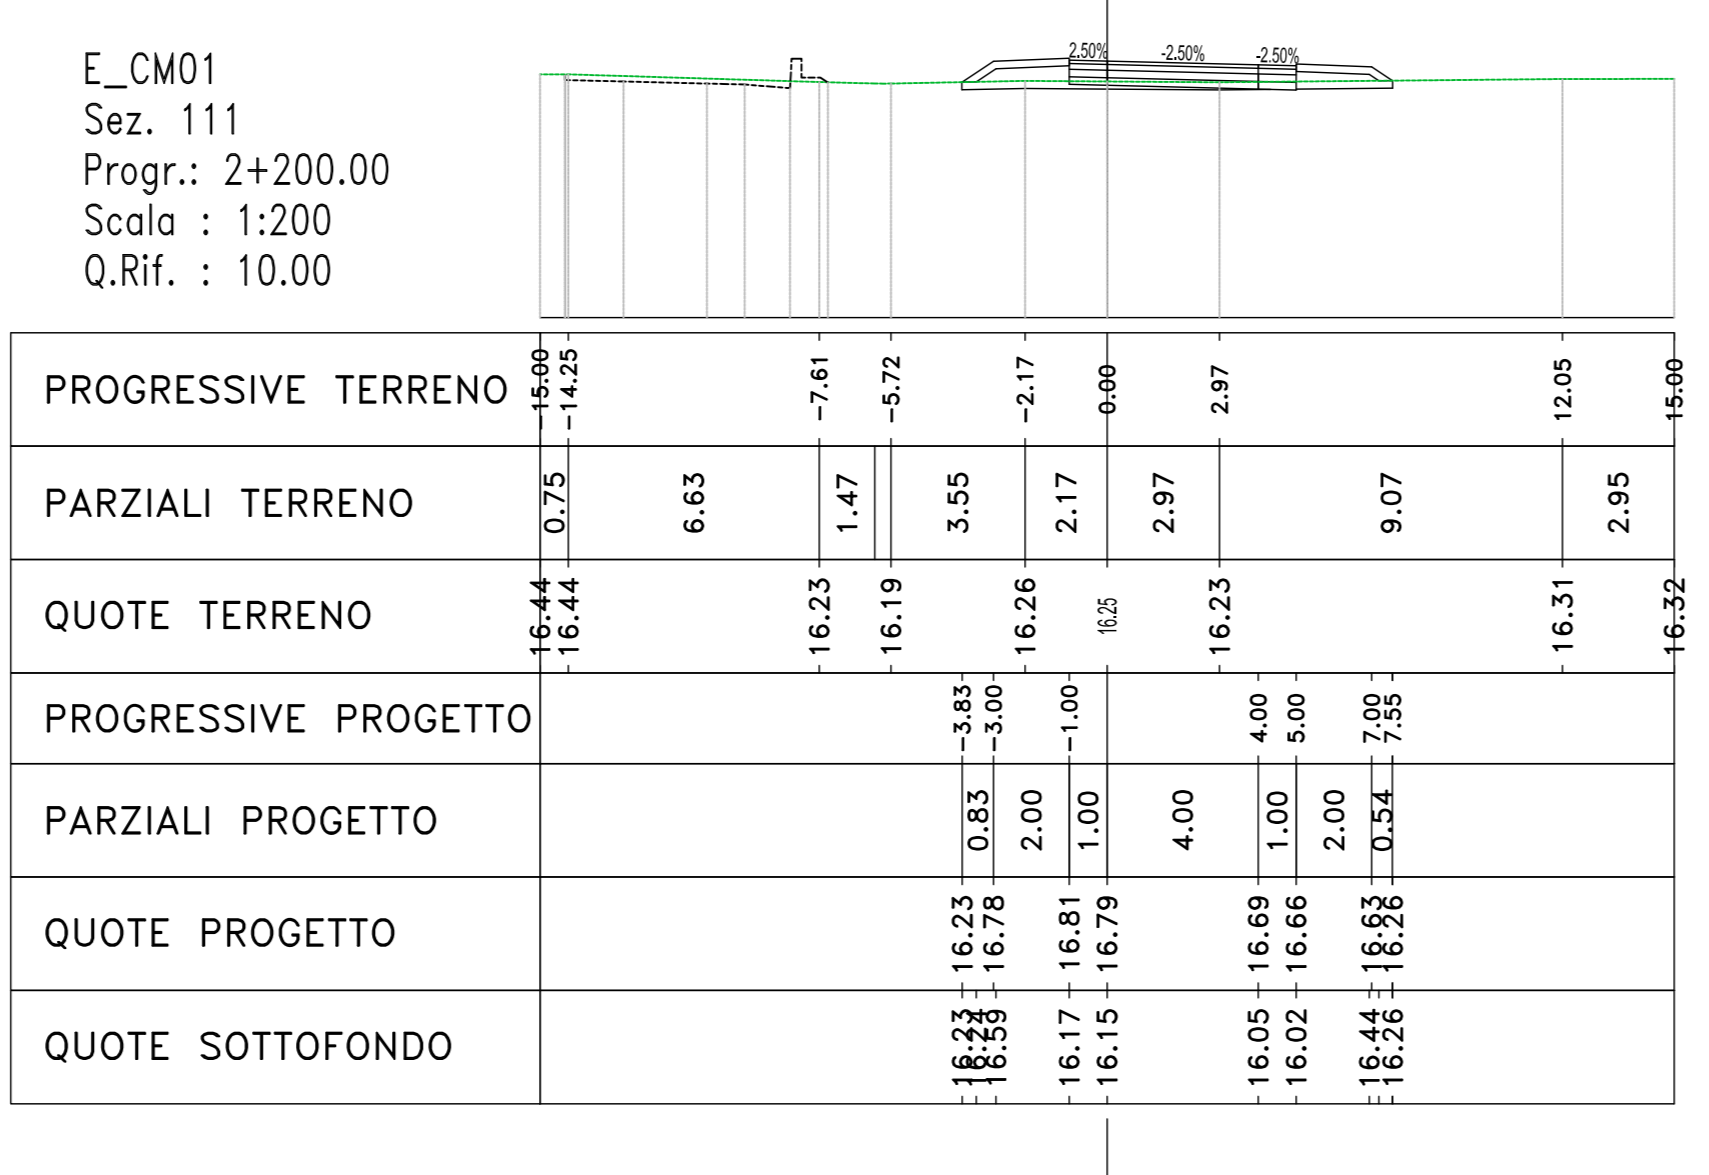 E_CM01
Sez. 111
Progr.: 2+200.00
Scala : 1:200
Q.Rif. : 10.00
2.50% -2.50% -2.50%
PROGRESSIVE TERRENO -15.00 -14.25 -7.61 -5.72 -2.17 0.00 2.97 12.05 15.00
PARZIALI TERRENO 0.75 6.63 1.47 3.55 2.17 2.97 9.07 2.95
QUOTE TERRENO 16.44 16.44 16.23 16.19 16.26 16.25 16.23 16.31 16.32
PROGRESSIVE PROGETTO -3.83 -3.00 -1.00 4.00 5.00 7.00 7.55
PARZIALI PROGETTO 0.83 2.00 1.00 4.00 1.00 2.00 0.54
QUOTE PROGETTO 16.23 16.78 16.81 16.79 16.69 16.66 16.63 16.26
QUOTE SOTTOFONDO 16.23 16.24 16.59 16.17 16.15 16.05 16.02 16.44 16.26